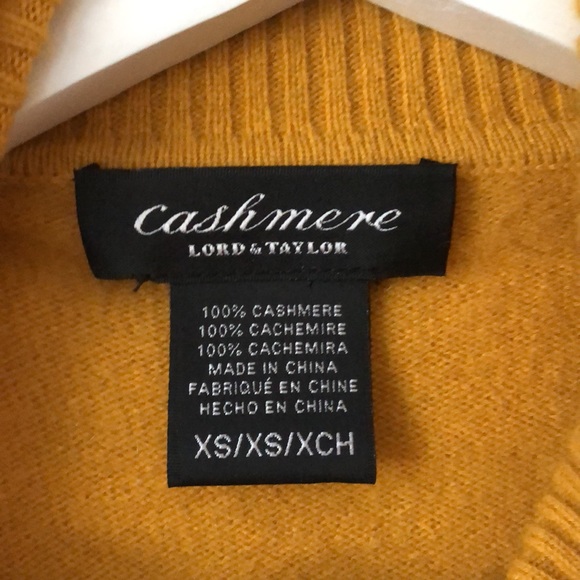 Cashmere
LORD & TAYLOR
100% CASHMERE
100% CACHEMIRE
100% CACHEMIRA
MADE IN CHINA
FABRIQUÉ EN CHINE
HECHO EN CHINA
XS/XS/XCH